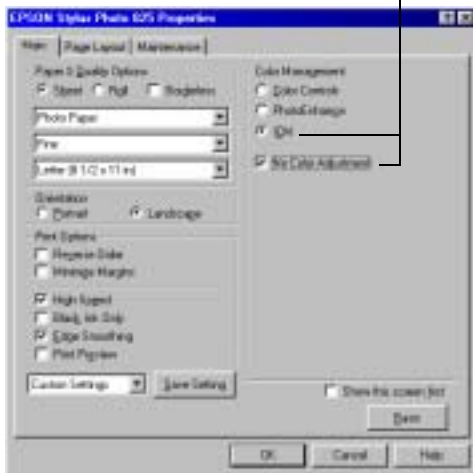 EPSON Stylus Photo 825 Properties
Main
Page Layout
Maintenance
Paper & Quality Options
Sheet
Roll
Borderless
Photo Paper
Fine
Letter (8 1/2 x 11 in)
Orientation
Portrait
Landscape
Print Options
Reverse Order
Minimize Margins
High Speed
Black Ink Only
Edge Smoothing
Print Preview
Custom Settings
Save Setting
Color Management
Color Controls
PhotoEnhance
ICM
No Color Adjustment
Show this screen first
Basic
OK
Cancel
Help